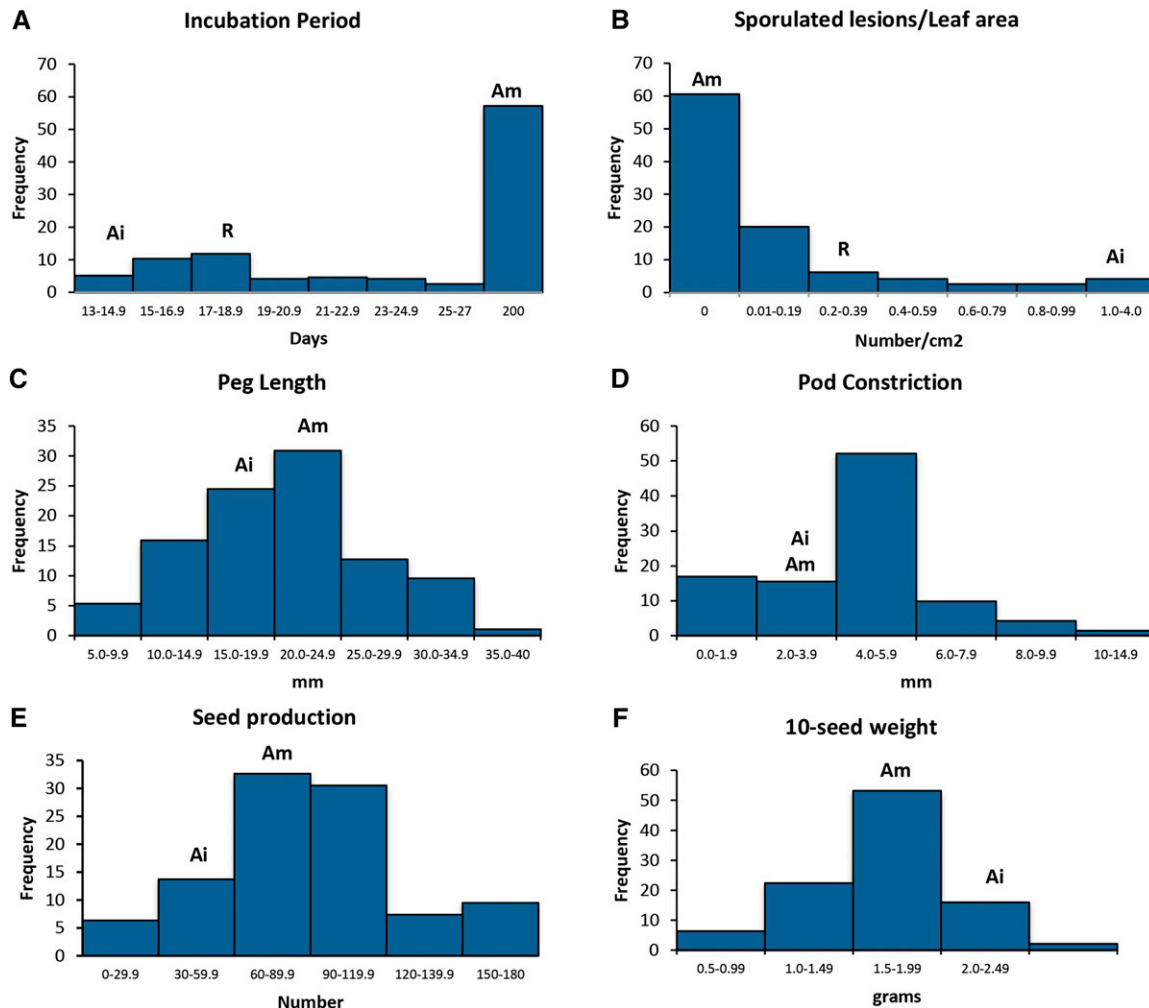 A
Incubation Period
Frequency
70
60
50
40
30
20
10
0
Ai
R
Am
13-14.9 15-16.9 17-18.9 19-20.9 21-22.9 23-24.9 25-27 200
Days
B
Sporulated lesions/Leaf area
Frequency
70
60
50
40
30
20
10
0
Am
R
Ai
0 0.01-0.19 0.2-0.39 0.4-0.59 0.6-0.79 0.8-0.99 1.0-4.0
Number/cm2
C
Peg Length
Frequency
35
30
25
20
15
10
5
0
Ai
Am
5.0-9.9 10.0-14.9 15.0-19.9 20.0-24.9 25.0-29.9 30.0-34.9 35.0-40
mm
D
Pod Constriction
Frequency
60
50
40
30
20
10
0
Ai
Am
0.0-1.9 2.0-3.9 4.0-5.9 6.0-7.9 8.0-9.9 10-14.9
mm
E
Seed production
Frequency
35
30
25
20
15
10
5
0
Ai
Am
0-29.9 30-59.9 60-89.9 90-119.9 120-139.9 150-180
Number
F
10-seed weight
Frequency
60
50
40
30
20
10
0
Am
Ai
0.5-0.99 1.0-1.49 1.5-1.99 2.0-2.49
grams